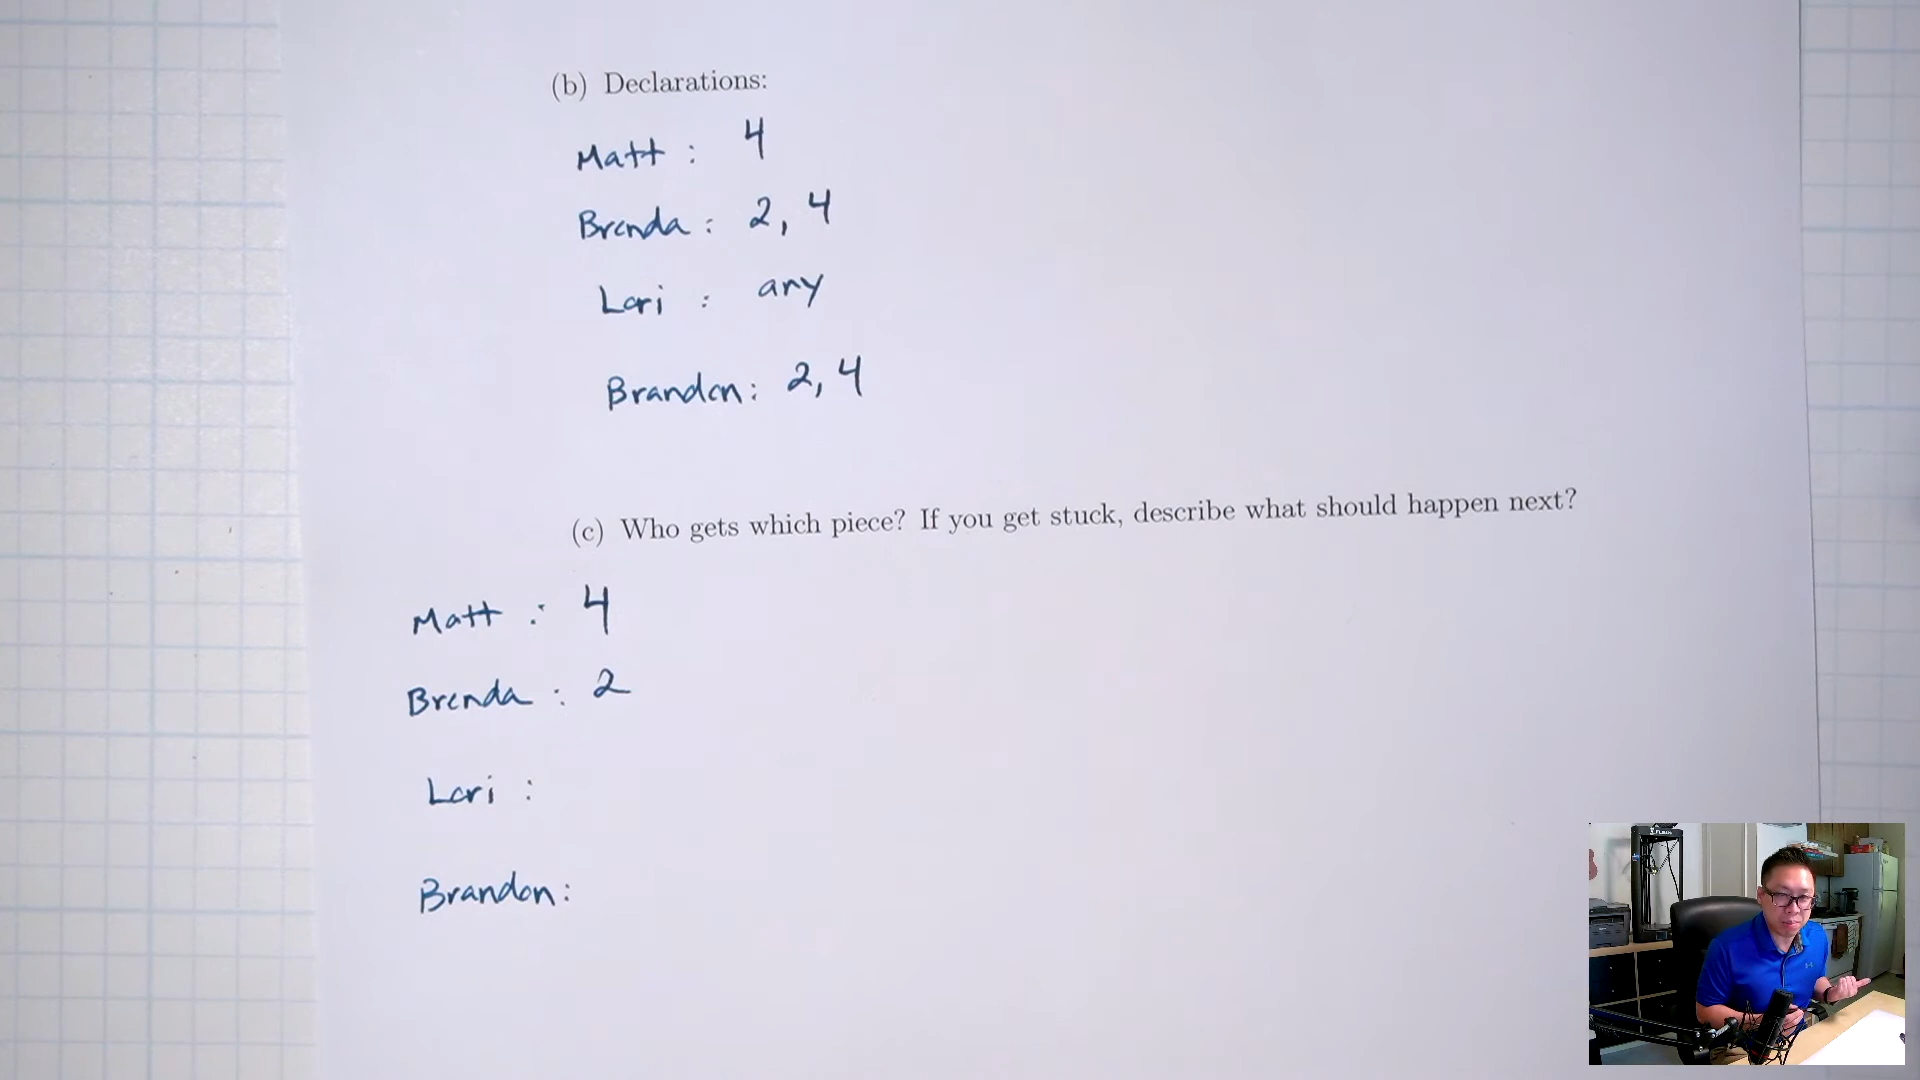 (b) Declarations:
Matt : 4
Brenda : 2, 4
Lori : any
Brandon: 2, 4
(c) Who gets which piece? If you get stuck, describe what should happen next?
Matt : 4
Brenda : 2
Lori :
Brandon: